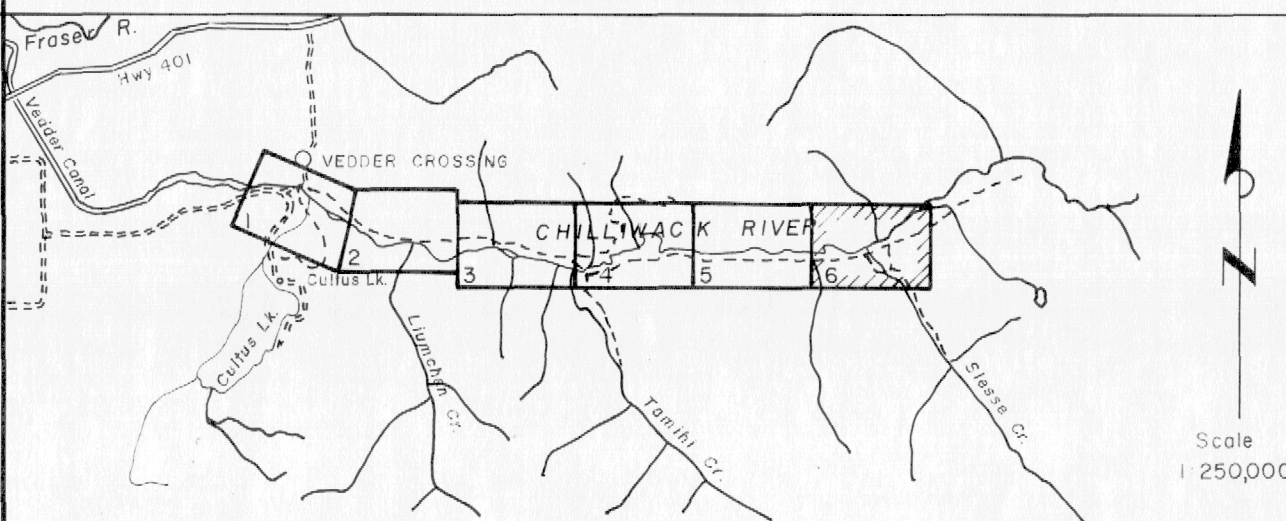 Fraser R.
Hwy 401
Vedder Canal
VEDDER CROSSING
CHILLIWACK RIVER
1
2
3
4
5
6
Cultus Lk.
Cultus Lk.
Liumchen Cr.
Tamihi Cr.
Slesse Cr.
N
Scale
1:250,000